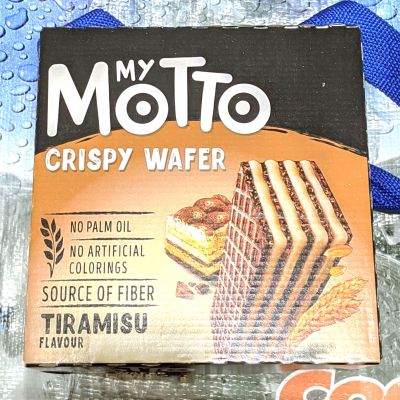 MY
MOTTO
CRISPY WAFER
NO PALM OIL
NO ARTIFICIAL
COLORINGS
SOURCE OF FIBER
TIRAMISU
FLAVOUR